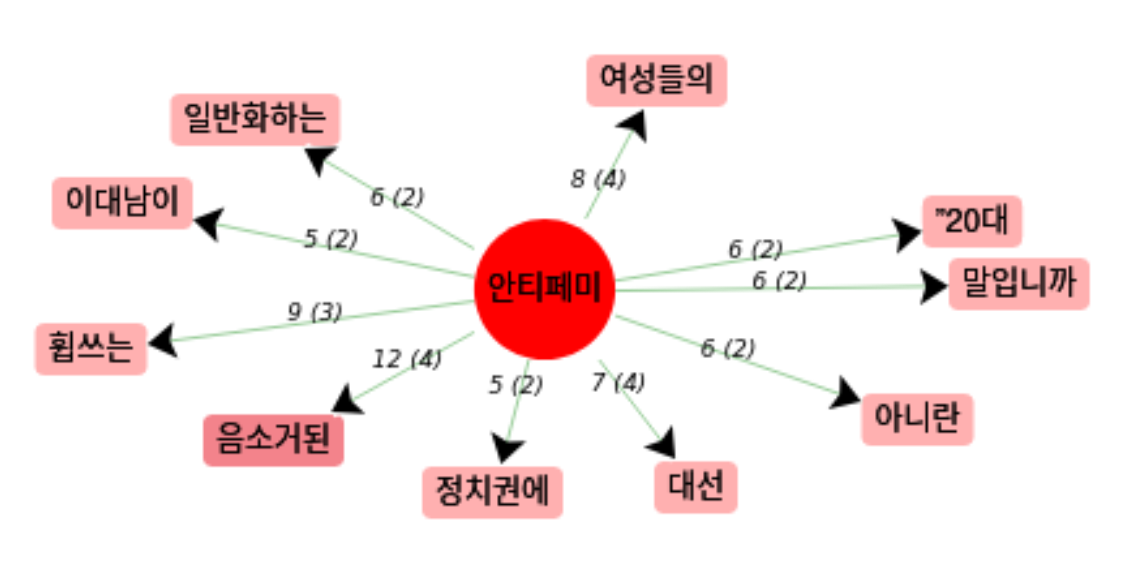 여성들의
일반화하는
8 (4)
6 (2)
이대남이
"20대
5 (2)
6 (2)
안티페미
6 (2)
말입니까
9 (3)
휩쓰는
12 (4)
6 (2)
5 (2)
7 (4)
아니란
음소거된
정치권에
대선